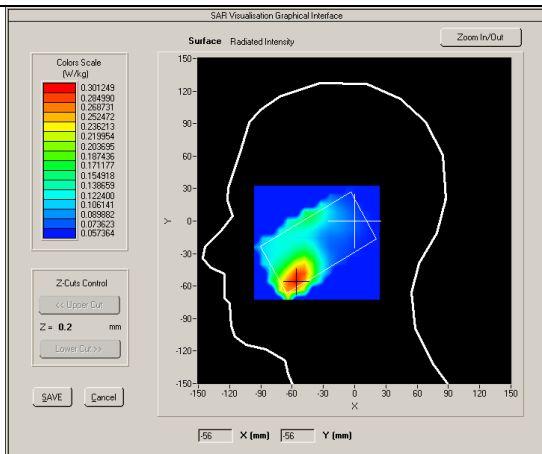 SAR Visualisation Graphical Interface
Surface Radiated Intensity
Zoom In/Out
Colors Scale
(W/kg)
0.301249
0.284990
0.268731
0.252472
0.236213
0.219954
0.203695
0.187436
0.171177
0.154918
0.138659
0.122400
0.106141
0.089882
0.073623
0.057364
Z-Cuts Control
<< Upper Cut
Z = 0.2 mm
Lower Cut >>
SAVE
Cancel
150-
120-
90-
60-
30-
Y 0-
-30-
-60-
-90-
-120-
-150-
-150 -120 -90 -60 -30 0 30 60 90 120 150
X
-56 X (mm) -56 Y (mm)